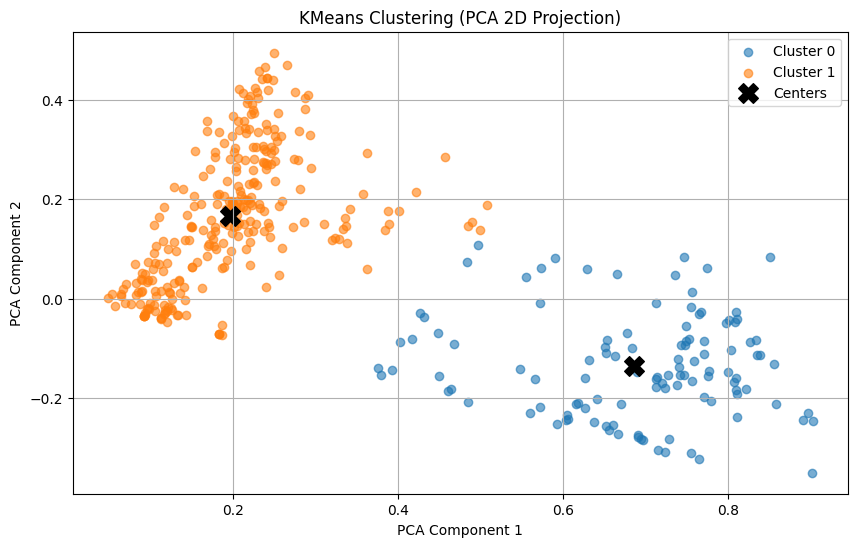 KMeans Clustering (PCA 2D Projection)
Cluster 0
Cluster 1
Centers
PCA Component 2
0.4
0.2
0.0
−0.2
0.2
0.4
0.6
0.8
PCA Component 1